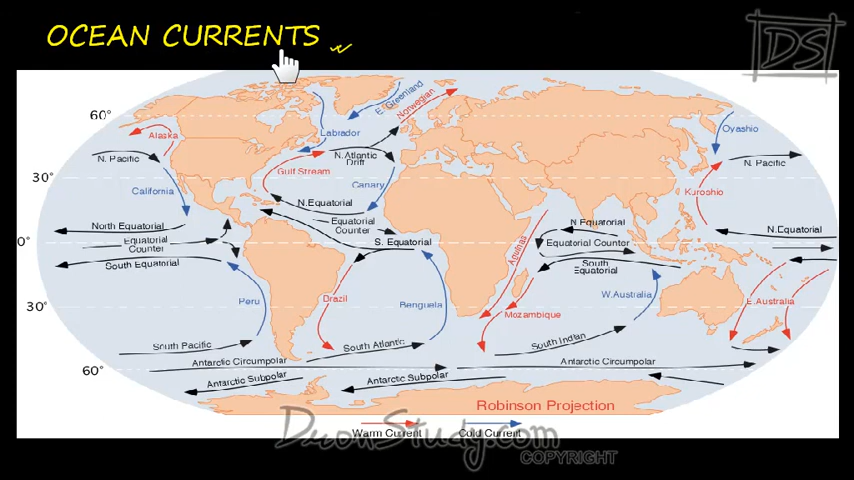 OCEAN CURRENTS
DS
60°
Alaska
Labrador
E. Greenland
Norwegian
Oyashio
N. Pacific
N. Atlantic
Drift
N. Pacific
Gulf Stream
30°
California
Canary
Kuroshio
N.Equatorial
North Equatorial
Equatorial
Counter
N Equatorial
N.Equatorial
0°
Equatorial
Counter
S. Equatorial
Equatorial Counter
South Equatorial
Agulhas
South
Equatorial
Peru
Brazil
Benguela
W.Australia
E.Australia
30°
Mozambique
South Pacific
South Atlantic
South Indian
Antarctic Circumpolar
Antarctic Circumpolar
60°
Antarctic Subpolar
Antarctic Subpolar
Robinson Projection
Warm Current
Cold Current
DronStudy.com
COPYRIGHT